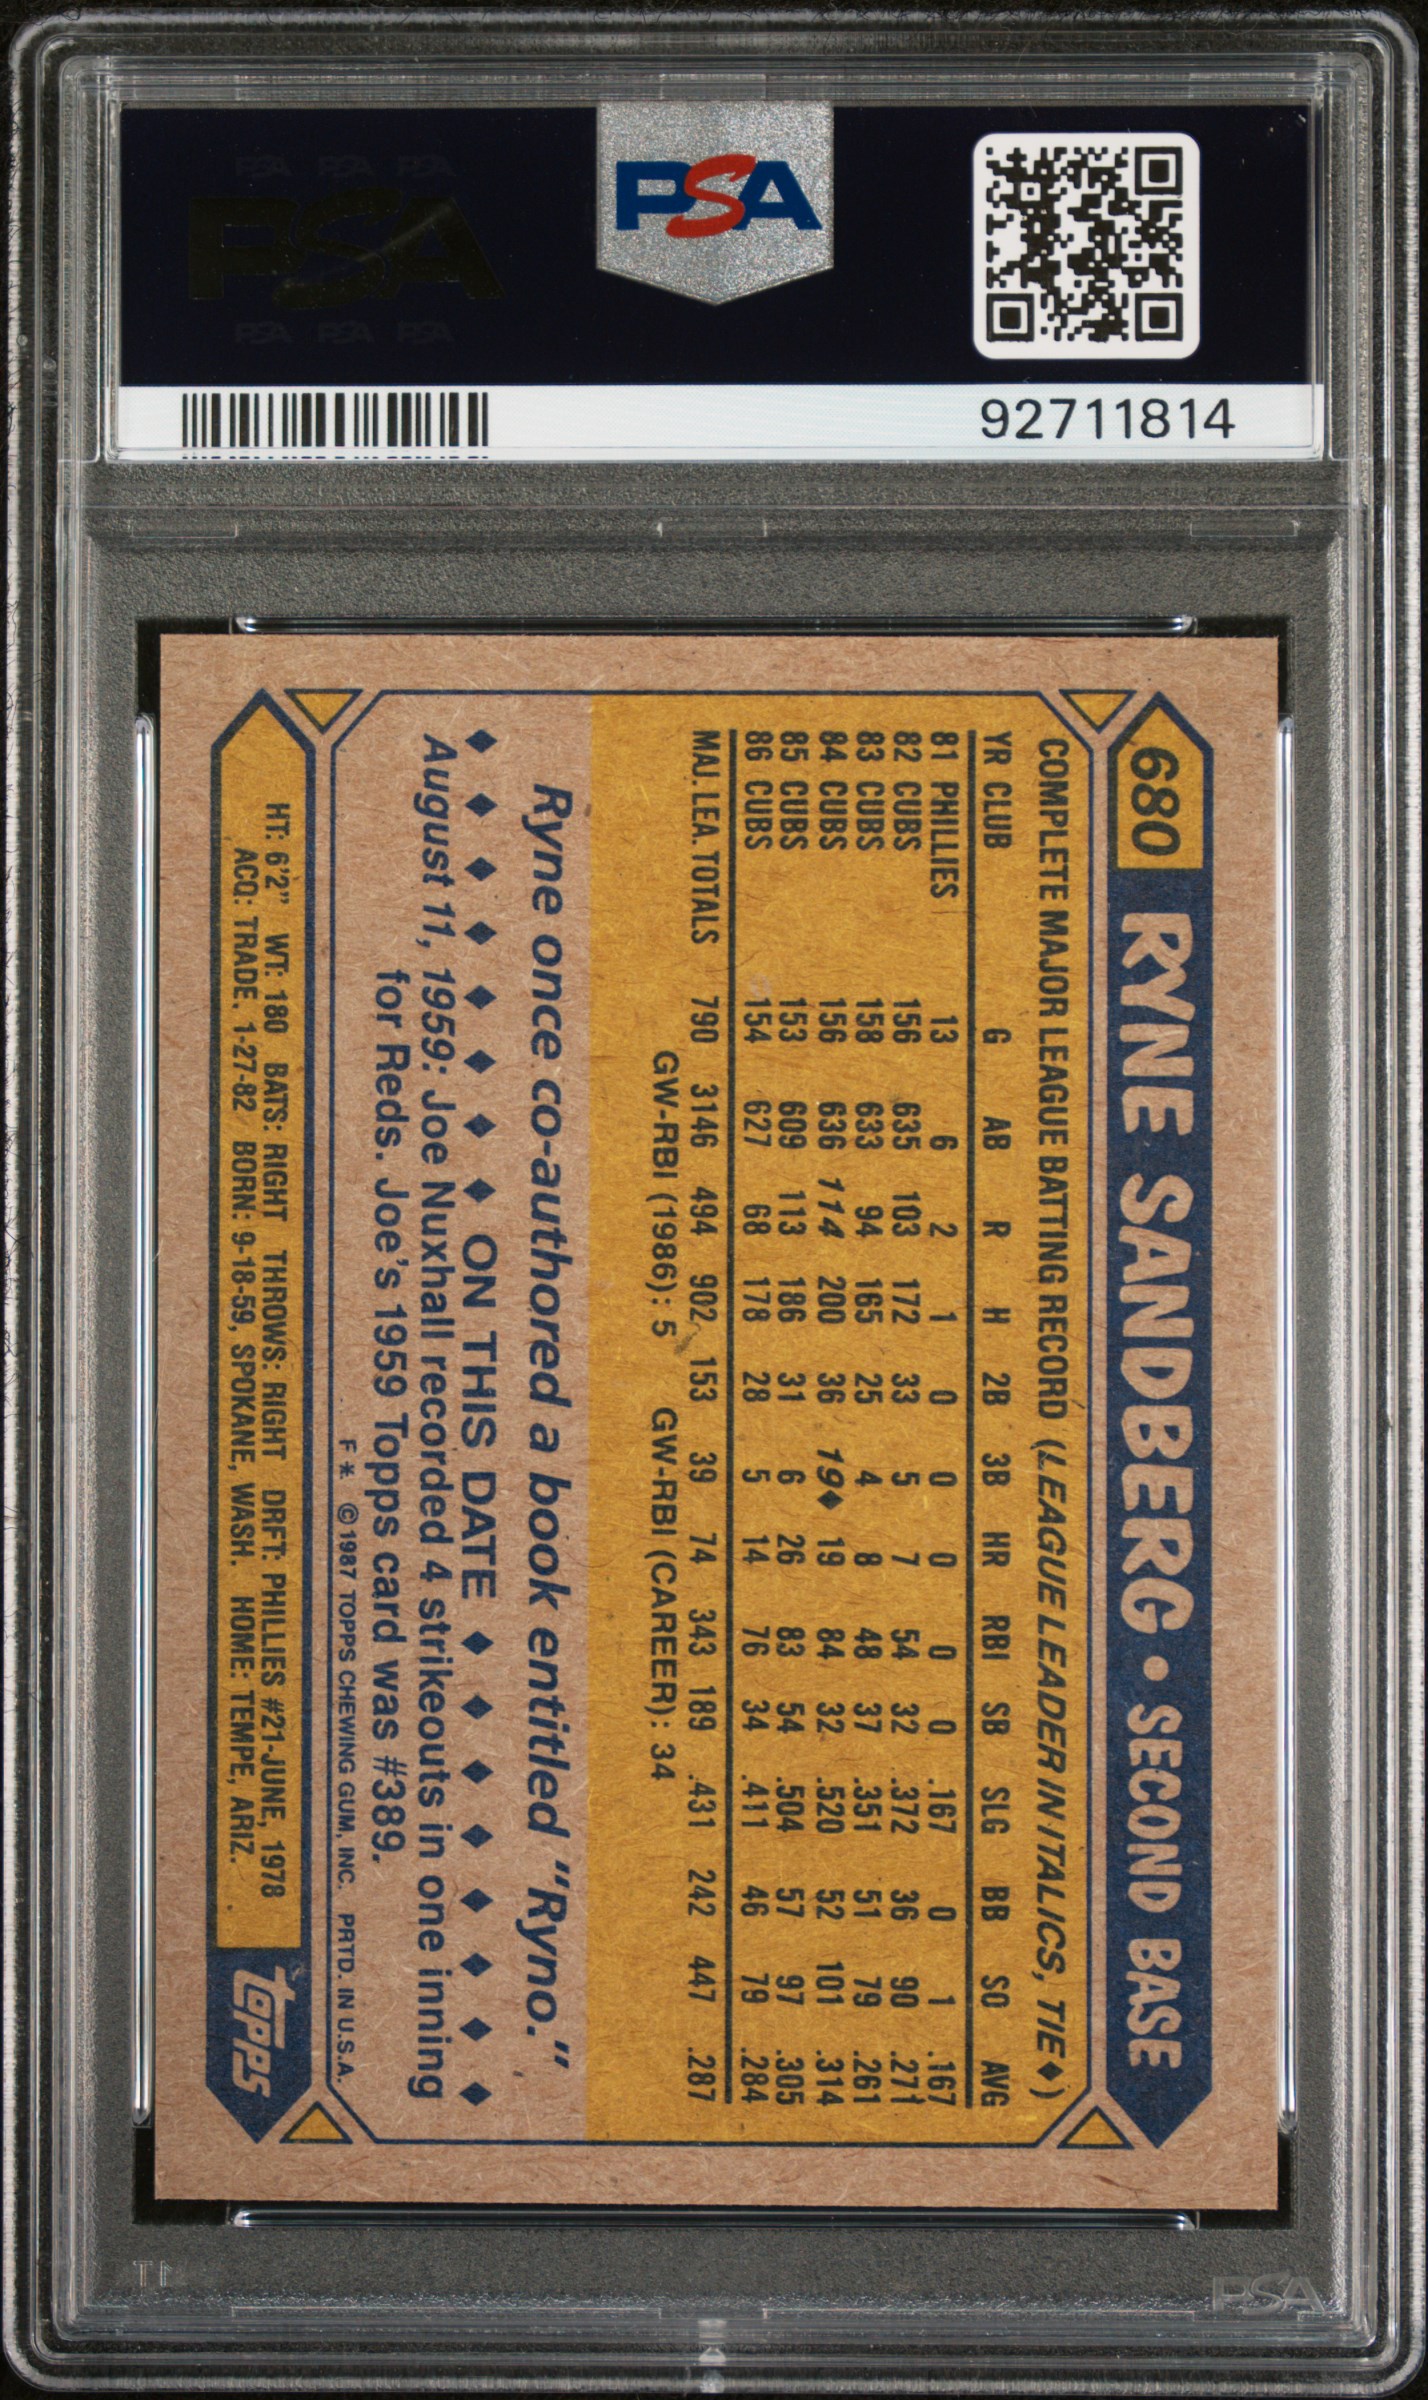 PSA PSA PSA
PSA
PSA PSA PSA
PSA
92711814
680 RYNE SANDBERG • SECOND BASE
COMPLETE MAJOR LEAGUE BATTING RECORD (LEAGUE LEADER IN ITALICS, TIE♦)
YR CLUB G AB R H 2B 3B HR RBI SB SLG BB SO AVG
81 PHILLIES 13 6 2 1 0 0 0 0 0 .167 0 1 .167
82 CUBS 156 635 103 172 33 5 7 54 32 .372 36 90 .271
83 CUBS 158 633 94 165 25 4 8 48 37 .351 51 79 .261
84 CUBS 156 636 114 200 36 19♦ 19 84 32 .520 52 101 .314
85 CUBS 153 609 113 186 31 6 26 83 54 .504 57 97 .305
86 CUBS 154 627 68 178 28 5 14 76 34 .411 46 79 .284
MAJ. LEA. TOTALS 790 3146 494 902 153 39 74 343 189 .431 242 447 .287
GW-RBI (1986): 5 GW-RBI (CAREER): 34
Ryne once co-authored a book entitled "Ryno."
♦ ♦ ♦ ♦ ♦ ♦ ♦ ♦ ON THIS DATE ♦ ♦ ♦ ♦ ♦ ♦ ♦ ♦
August 11, 1959: Joe Nuxhall recorded 4 strikeouts in one inning
for Reds. Joe's 1959 Topps card was #389.
F* © 1987 TOPPS CHEWING GUM, INC. PRTD. IN U.S.A.
HT: 6'2" WT: 180 BATS: RIGHT THROWS: RIGHT DRFT: PHILLIES #21-JUNE, 1978
ACQ: TRADE, 1-27-82 BORN: 9-18-59, SPOKANE, WASH. HOME: TEMPE, ARIZ.
topps
PSA